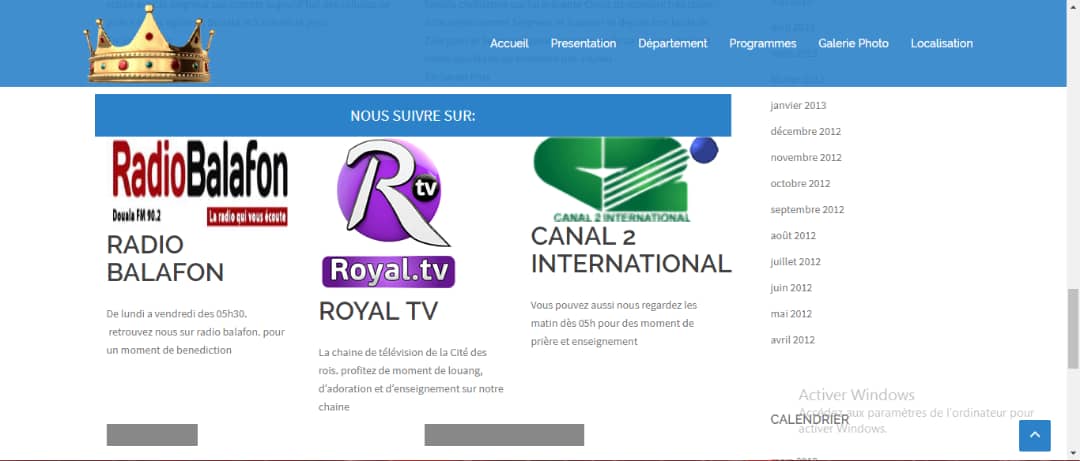 Accueil
Presentation
Département
Programmes
Galerie Photo
Localisation
NOUS SUIVRE SUR:
RadioBalafon
Douala FM 90.2
La radio qui vous écoute
RADIO
BALAFON
De lundi a vendredi des 05h30,
retrouvez nous sur radio balafon. pour
un moment de benediction
R tv
Royal.tv
ROYAL TV
La chaine de télévision de la Cité des
rois. profitez de moment de louang,
d'adoration et d'enseignement sur notre
chaine
CANAL 2 INTERNATIONAL
CANAL 2
INTERNATIONAL
Vous pouvez aussi nous regardez les
matin dès 05h pour des moment de
prière et enseignement
janvier 2013
décembre 2012
novembre 2012
octobre 2012
septembre 2012
août 2012
juillet 2012
juin 2012
mai 2012
avril 2012
CALENDRIER
Activer Windows
Accédez aux paramètres de l'ordinateur pour
activer Windows.